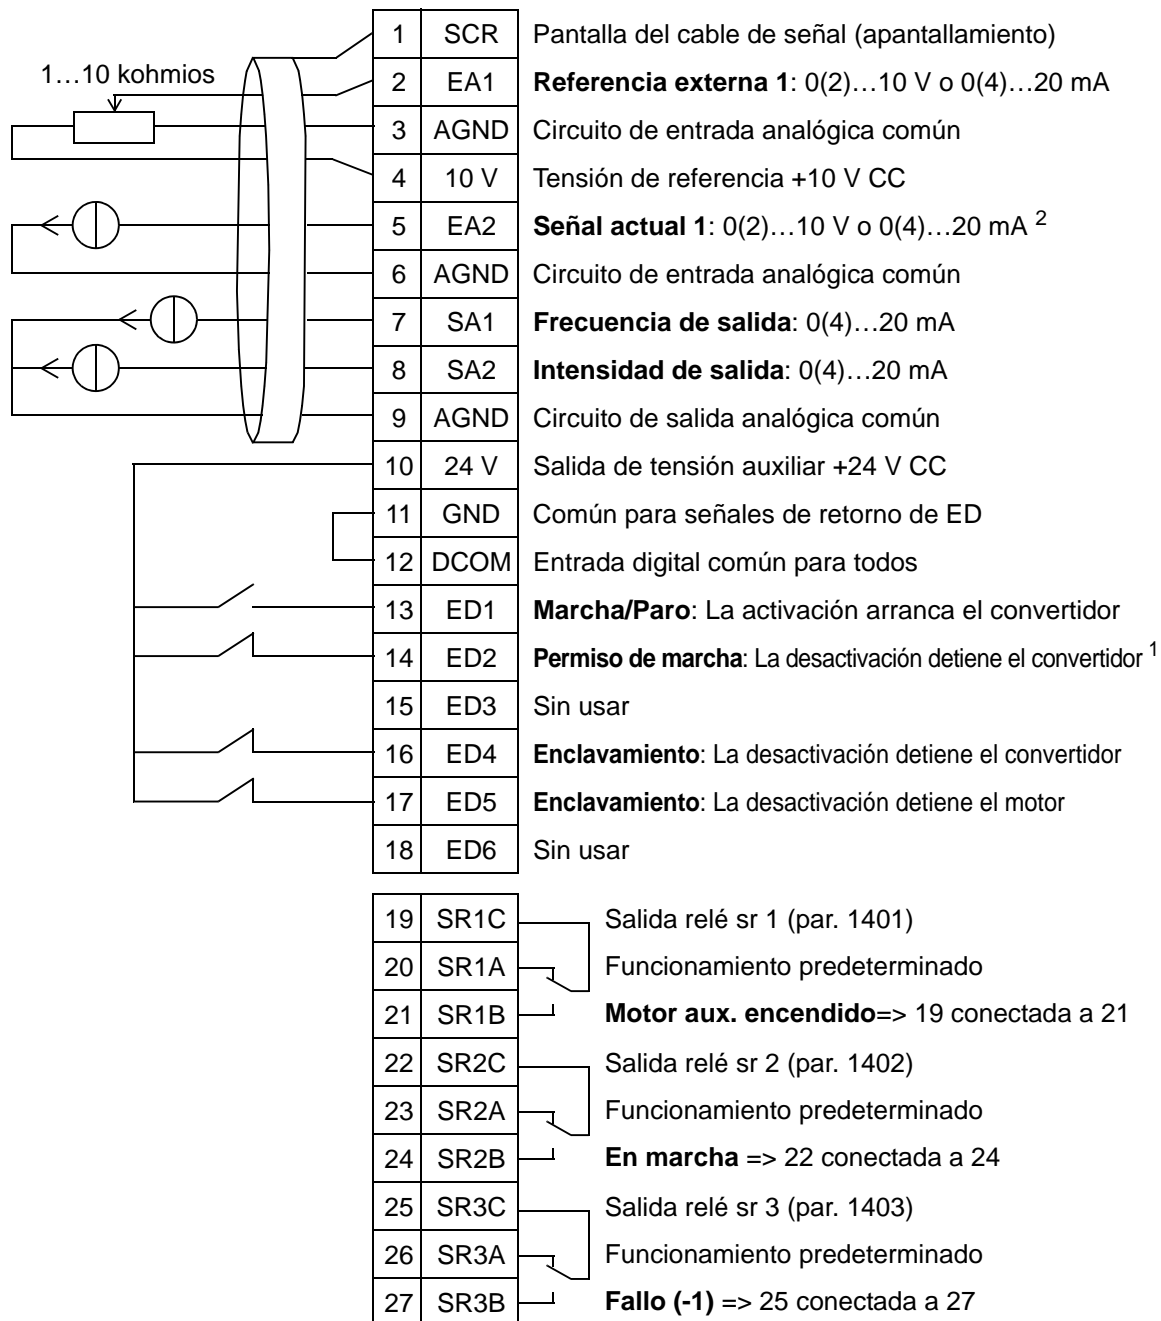 1 SCR Pantalla del cable de señal (apantallamiento)
1…10 kohmios
2 EA1 Referencia externa 1: 0(2)…10 V o 0(4)…20 mA
3 AGND Circuito de entrada analógica común
4 10 V Tensión de referencia +10 V CC
5 EA2 Señal actual 1: 0(2)…10 V o 0(4)…20 mA 2
6 AGND Circuito de entrada analógica común
7 SA1 Frecuencia de salida: 0(4)…20 mA
8 SA2 Intensidad de salida: 0(4)…20 mA
9 AGND Circuito de salida analógica común
10 24 V Salida de tensión auxiliar +24 V CC
11 GND Común para señales de retorno de ED
12 DCOM Entrada digital común para todos
13 ED1 Marcha/Paro: La activación arranca el convertidor
14 ED2 Permiso de marcha: La desactivación detiene el convertidor 1
15 ED3 Sin usar
16 ED4 Enclavamiento: La desactivación detiene el convertidor
17 ED5 Enclavamiento: La desactivación detiene el motor
18 ED6 Sin usar
19 SR1C Salida relé sr 1 (par. 1401)
20 SR1A Funcionamiento predeterminado
21 SR1B Motor aux. encendido=> 19 conectada a 21
22 SR2C Salida relé sr 2 (par. 1402)
23 SR2A Funcionamiento predeterminado
24 SR2B En marcha => 22 conectada a 24
25 SR3C Salida relé sr 3 (par. 1403)
26 SR3A Funcionamiento predeterminado
27 SR3B Fallo (-1) => 25 conectada a 27